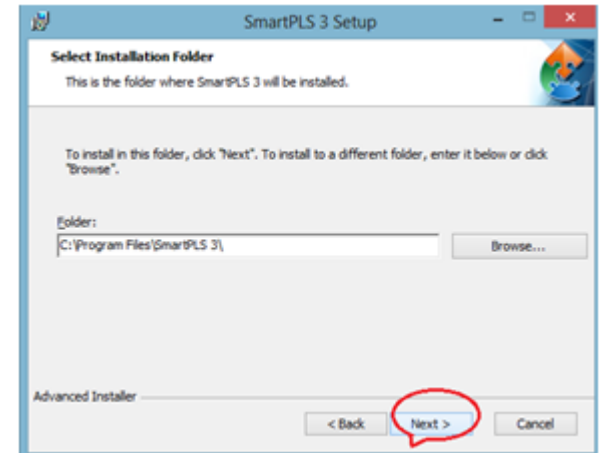 SmartPLS 3 Setup
Select Installation Folder
This is the folder where SmartPLS 3 will be installed.
To install in this folder, click "Next". To install to a different folder, enter it below or click
"Browse".
Folder:
C:\Program Files\SmartPLS 3\
Browse...
Advanced Installer
< Back
Next >
Cancel